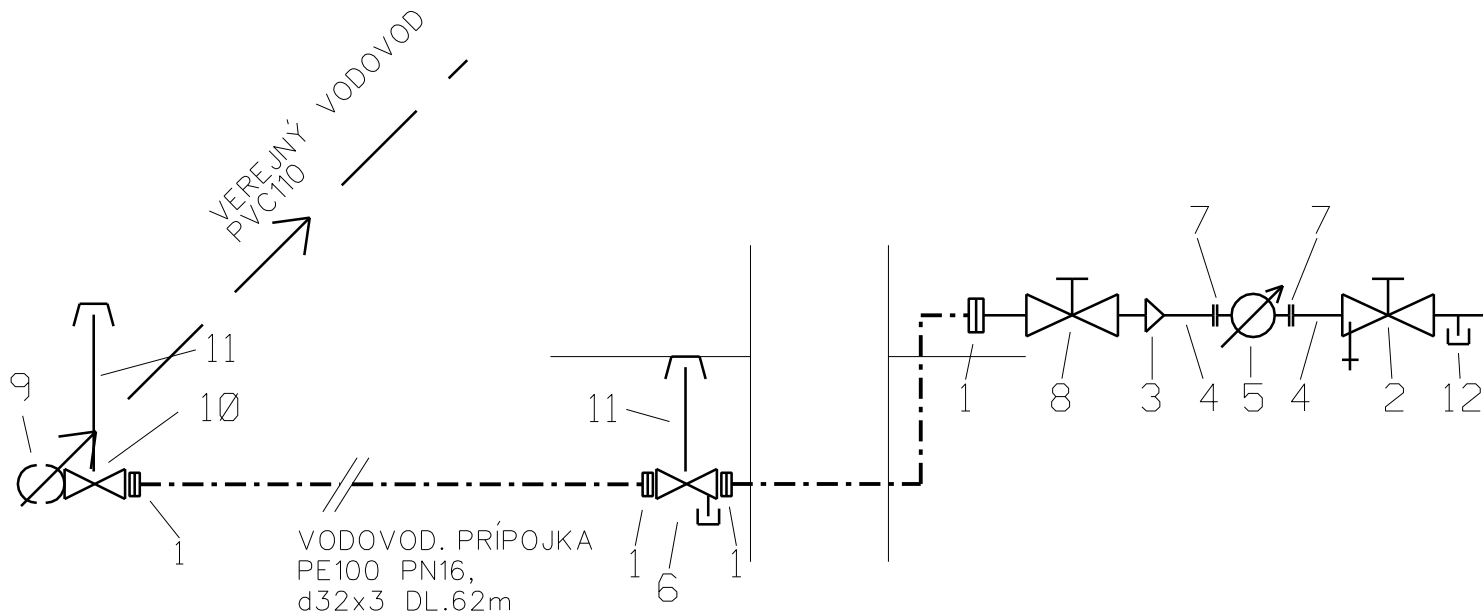 VEREJNÝ VODOVOD
PVC110
7 7
11
9
10
11
1 8 3 4 5 4 2 12
1
VODOVOD. PRÍPOJKA
PE100 PN16,
d32x3 DL.62m
1 6 1